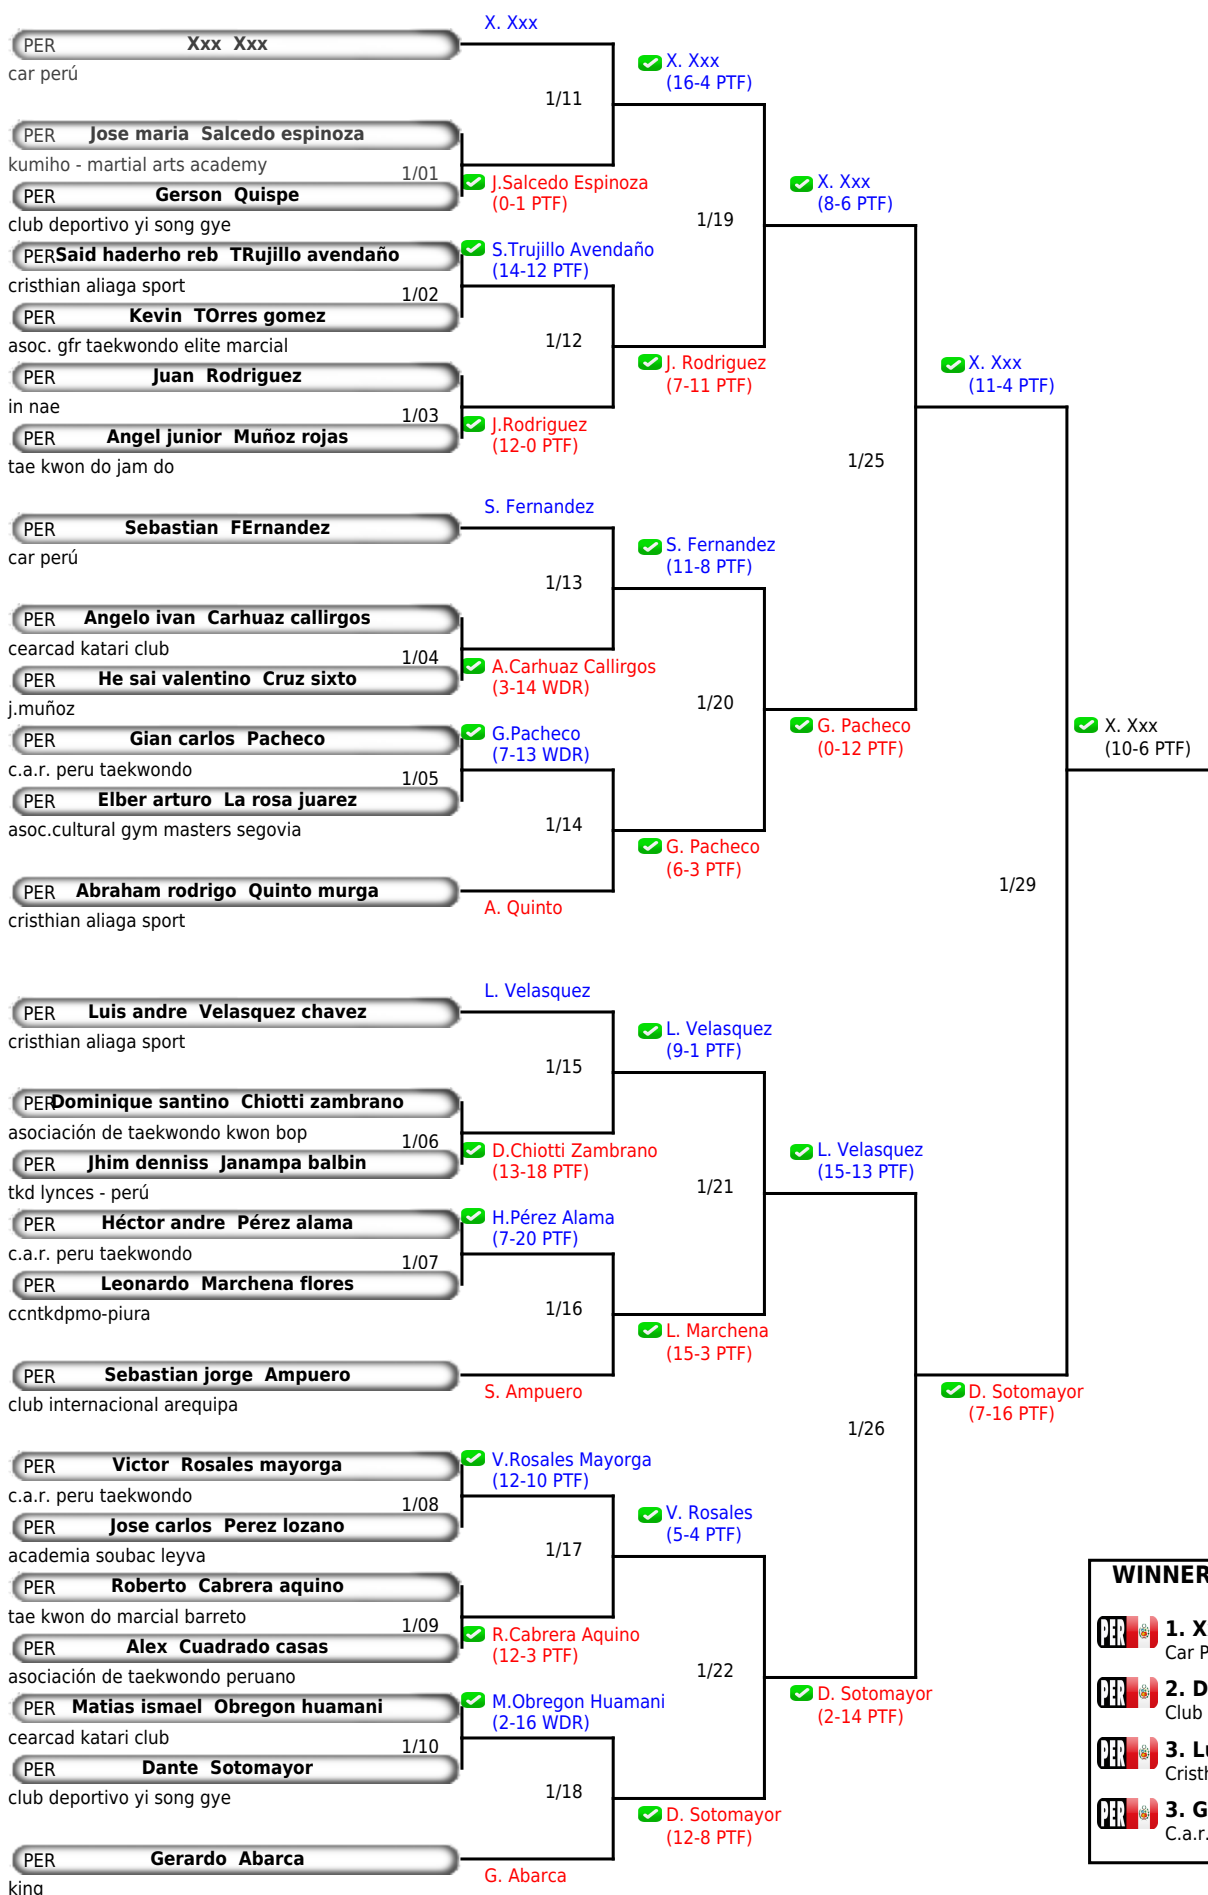 X. Xxx
PER Xxx Xxx
car perú
X. Xxx
(16-4 PTF)
1/11
PER Jose maria Salcedo espinoza
kumiho - martial arts academy
1/01
J.Salcedo Espinoza
(0-1 PTF)
PER Gerson Quispe
club deportivo yi song gye
X. Xxx
(8-6 PTF)
1/19
PER Said haderho reb TRujillo avendaño
cristhian aliaga sport
S.Trujillo Avendaño
(14-12 PTF)
1/02
PER Kevin TOrres gomez
asoc. gfr taekwondo elite marcial
1/12
J. Rodriguez
(7-11 PTF)
PER Juan Rodriguez
in nae
1/03
J.Rodriguez
(12-0 PTF)
PER Angel junior Muñoz rojas
tae kwon do jam do
X. Xxx
(11-4 PTF)
1/25
S. Fernandez
PER Sebastian FErnandez
car perú
S. Fernandez
(11-8 PTF)
1/13
PER Angelo ivan Carhuaz callirgos
cearcad katari club
1/04
A.Carhuaz Callirgos
(3-14 WDR)
PER He sai valentino Cruz sixto
j.muñoz
1/20
G. Pacheco
(0-12 PTF)
PER Gian carlos Pacheco
c.a.r. peru taekwondo
G.Pacheco
(7-13 WDR)
1/05
PER Elber arturo La rosa juarez
asoc.cultural gym masters segovia
1/14
G. Pacheco
(6-3 PTF)
PER Abraham rodrigo Quinto murga
cristhian aliaga sport
A. Quinto
X. Xxx
(10-6 PTF)
1/29
L. Velasquez
PER Luis andre Velasquez chavez
cristhian aliaga sport
L. Velasquez
(9-1 PTF)
1/15
PER Dominique santino Chiotti zambrano
asociación de taekwondo kwon bop
1/06
D.Chiotti Zambrano
(13-18 PTF)
PER Jhim denniss Janampa balbin
tkd lynces - perú
L. Velasquez
(15-13 PTF)
1/21
PER Héctor andre Pérez alama
c.a.r. peru taekwondo
H.Pérez Alama
(7-20 PTF)
1/07
PER Leonardo Marchena flores
ccntkdpmo-piura
1/16
L. Marchena
(15-3 PTF)
PER Sebastian jorge Ampuero
club internacional arequipa
S. Ampuero
D. Sotomayor
(7-16 PTF)
1/26
PER Victor Rosales mayorga
c.a.r. peru taekwondo
V.Rosales Mayorga
(12-10 PTF)
1/08
PER Jose carlos Perez lozano
academia soubac leyva
V. Rosales
(5-4 PTF)
1/17
PER Roberto Cabrera aquino
tae kwon do marcial barreto
1/09
R.Cabrera Aquino
(12-3 PTF)
PER Alex Cuadrado casas
asociación de taekwondo peruano
1/22
D. Sotomayor
(2-14 PTF)
PER Matias ismael Obregon huamani
cearcad katari club
M.Obregon Huamani
(2-16 WDR)
1/10
PER Dante Sotomayor
club deportivo yi song gye
1/18
D. Sotomayor
(12-8 PTF)
PER Gerardo Abarca
king
G. Abarca
WINNER
PER 1. X
Car P
PER 2. D
Club
PER 3. Lu
Cristh
PER 3. G
C.a.r.